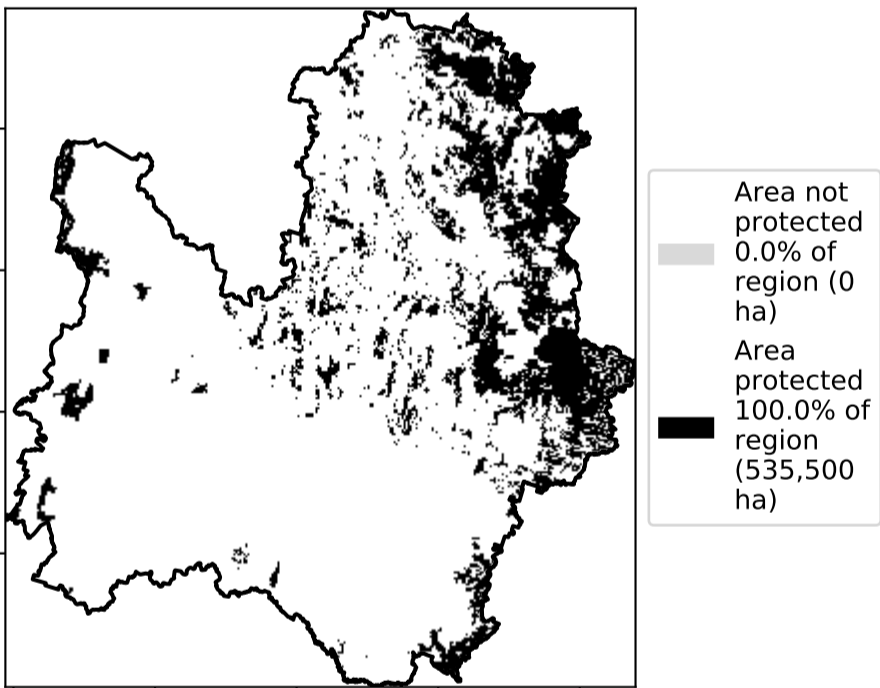 Area not
protected
0.0% of
region (0
ha)
Area
protected
100.0% of
region
(535,500
ha)